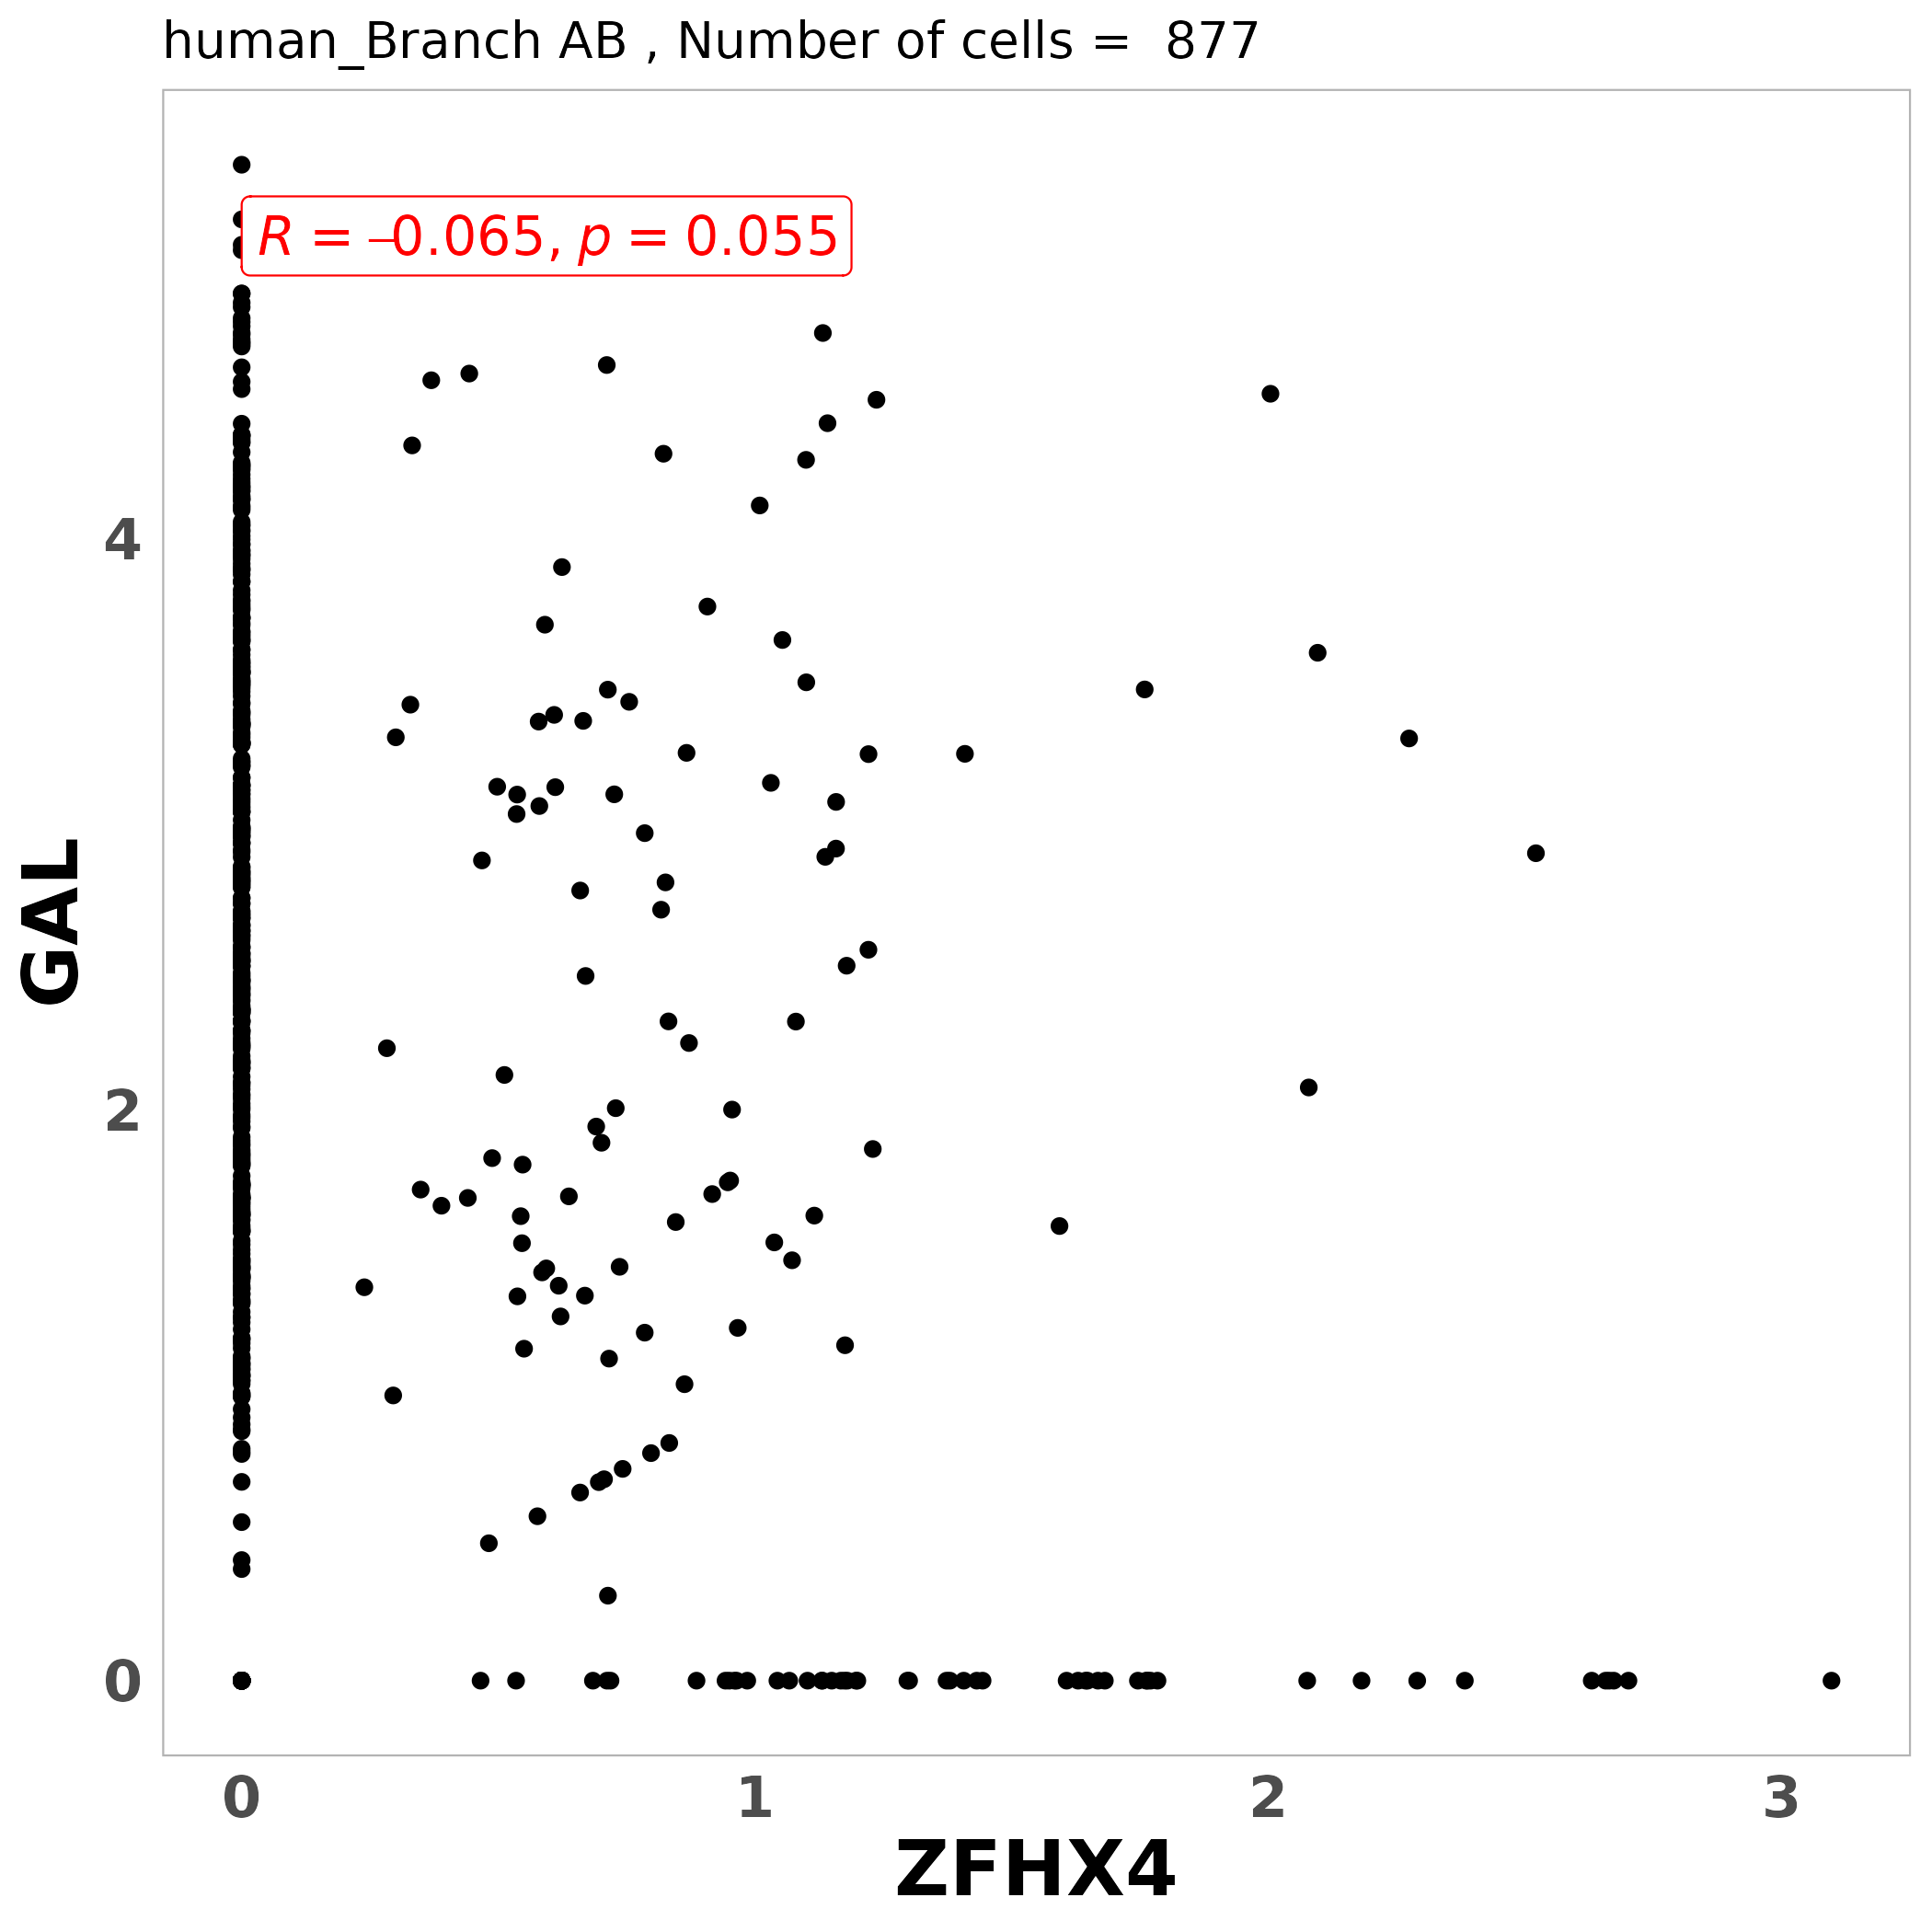 human_Branch AB , Number of cells =  877
R = –0.065, p = 0.055
4
2
0
GAL
0 1 2 3
ZFHX4